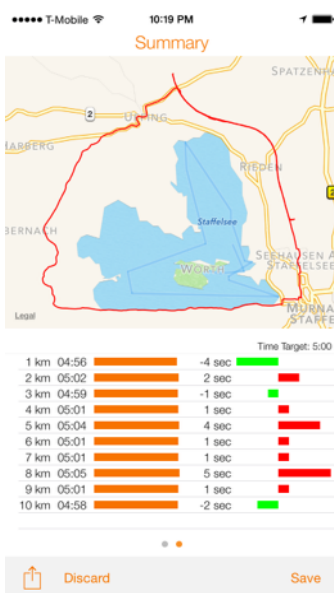 T-Mobile 10:19 PM
Summary
SPATZENH
2
UFFING
HARBERG
RIEDEN
2
Staffelsee
BERNACH
SEEHAUSEN A
STAFFELSEE
WÖRTH
MURNA
STAFFE
Legal
Time Target: 5:00
1 km 04:56 -4 sec
2 km 05:02 2 sec
3 km 04:59 -1 sec
4 km 05:01 1 sec
5 km 05:04 4 sec
6 km 05:01 1 sec
7 km 05:01 1 sec
8 km 05:05 5 sec
9 km 05:01 1 sec
10 km 04:58 -2 sec
Discard Save